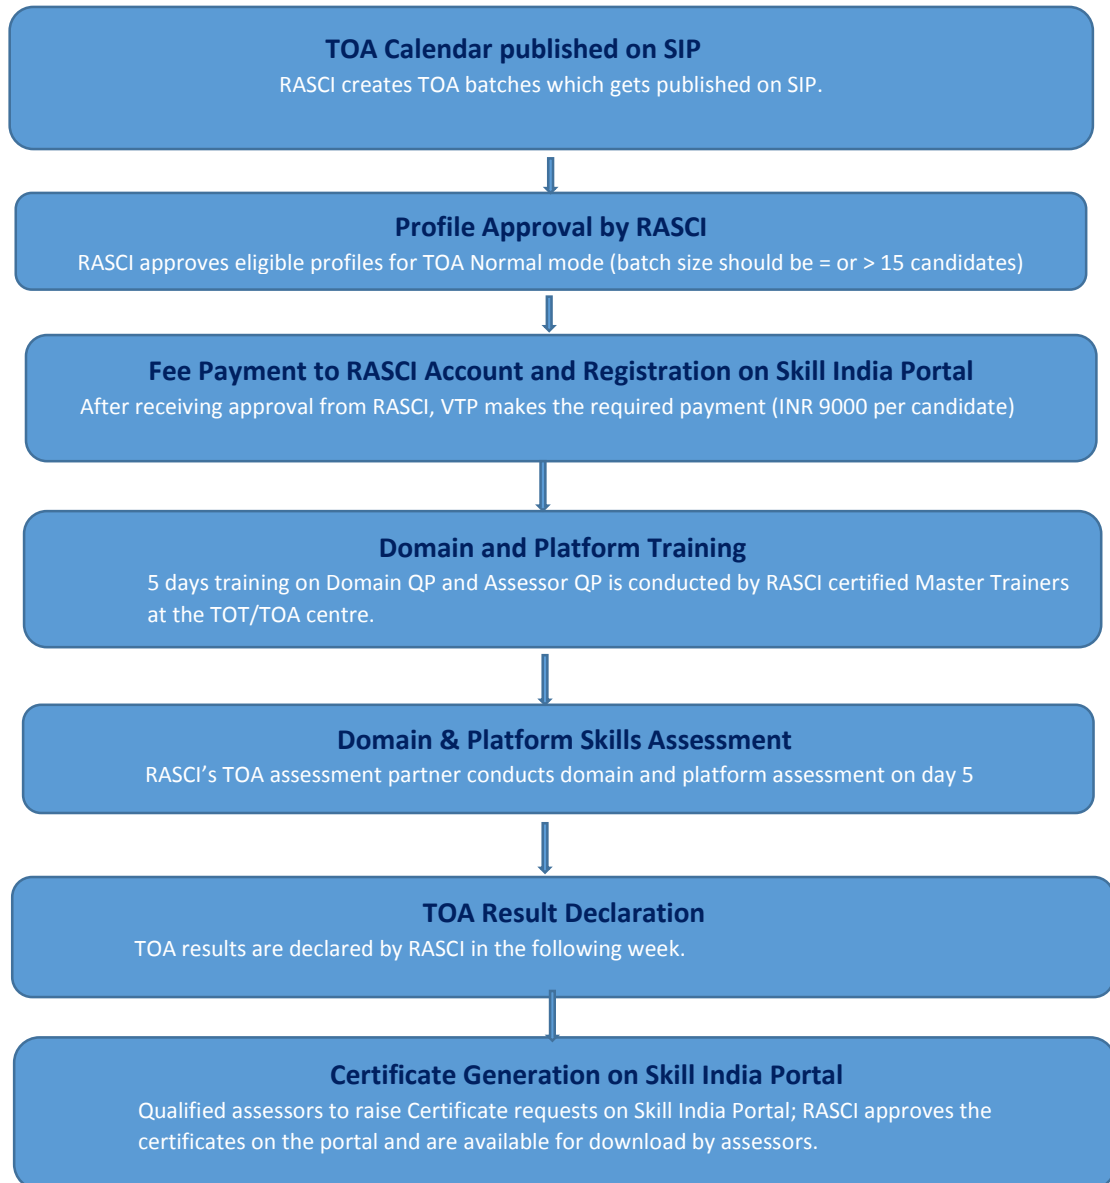 TOA Calendar published on SIP
RASCI creates TOA batches which gets published on SIP.
Profile Approval by RASCI
RASCI approves eligible profiles for TOA Normal mode (batch size should be = or > 15 candidates)
Fee Payment to RASCI Account and Registration on Skill India Portal
After receiving approval from RASCI, VTP makes the required payment (INR 9000 per candidate)
Domain and Platform Training
5 days training on Domain QP and Assessor QP is conducted by RASCI certified Master Trainers
at the TOT/TOA centre.
Domain & Platform Skills Assessment
RASCI’s TOA assessment partner conducts domain and platform assessment on day 5
TOA Result Declaration
TOA results are declared by RASCI in the following week.
Certificate Generation on Skill India Portal
Qualified assessors to raise Certificate requests on Skill India Portal; RASCI approves the
certificates on the portal and are available for download by assessors.